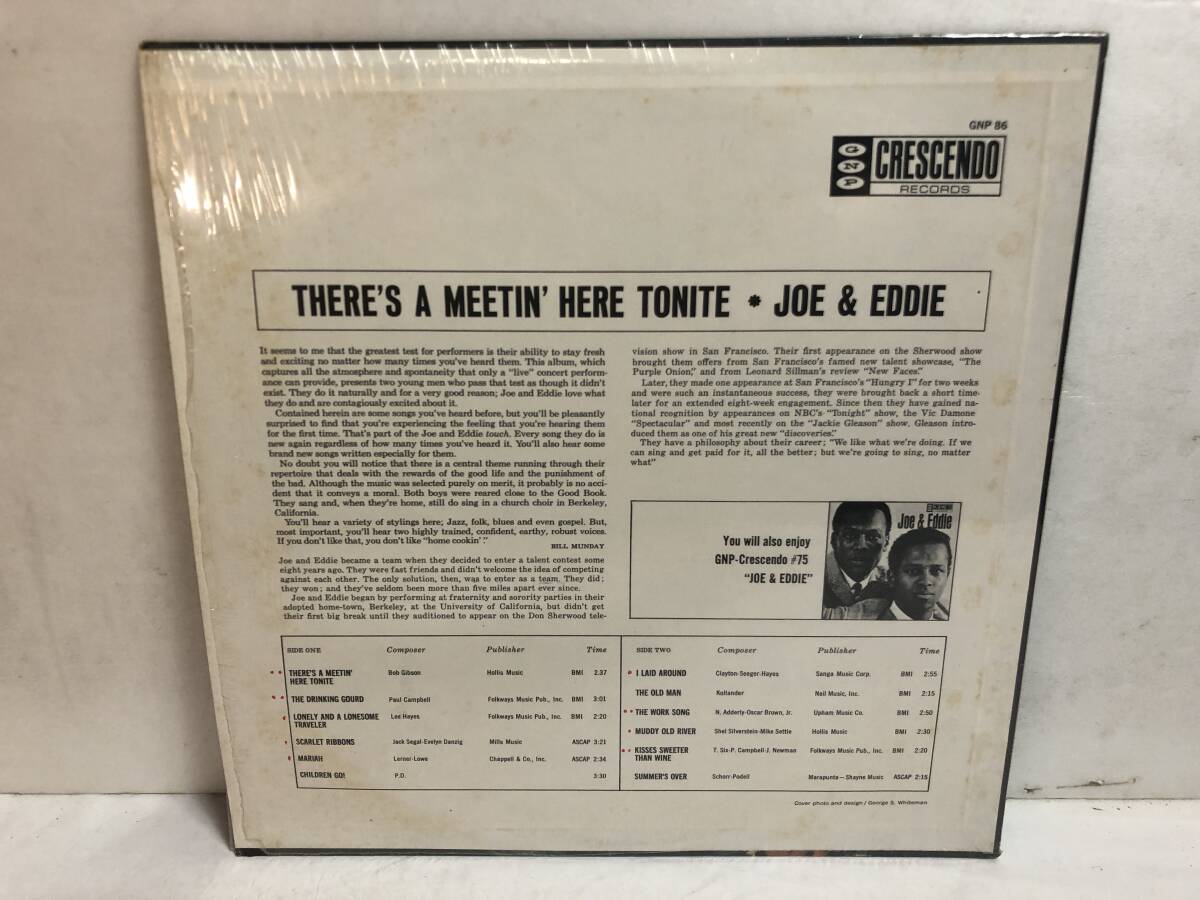 GNP 86
GNP
CRESCENDO
RECORDS
THERE'S A MEETIN' HERE TONITE * JOE & EDDIE
It seems to me that the greatest test for performers is their ability to stay fresh
and exciting no matter how many times you've heard them. This album, which
captures all the atmosphere and spontaneity that only a "live" concert perform-
ance can provide, presents two young men who pass that test as though it didn't
exist. They do it naturally and for a very good reason; Joe and Eddie love what
they do and are contagiously excited about it.
Contained herein are some songs you've heard before, but you'll be pleasantly
surprised to find that you're experiencing the feeling that you're hearing them
for the first time. That's part of the Joe and Eddie touch. Every song they do is
new again regardless of how many times you've heard it. You'll also hear some
brand new songs written especially for them.
No doubt you will notice that there is a central theme running through their
repertoire that deals with the rewards of the good life and the punishment of
the bad. Although the music was selected purely on merit, it probably is no acci-
dent that it conveys a moral. Both boys were reared close to the Good Book.
They sang and, when they're home, still do sing in a church choir in Berkeley,
California.
You'll hear a variety of stylings here; Jazz, folk, blues and even gospel. But,
most important, you'll hear two highly trained, confident, earthy, robust voices.
If you don't like that, you don't like "home cookin'."
BILL MUNDAY
Joe and Eddie became a team when they decided to enter a talent contest some
eight years ago. They were fast friends and didn't welcome the idea of competing
against each other. The only solution, then, was to enter as a team. They did;
they won; and they've seldom been more than five miles apart ever since.
Joe and Eddie began by performing at fraternity and sorority parties in their
adopted home-town, Berkeley, at the University of California, but didn't get
their first big break until they auditioned to appear on the Don Sherwood tele-
vision show in San Francisco. Their first appearance on the Sherwood show
brought them offers from San Francisco's famed new talent showcase, "The
Purple Onion," and from Leonard Sillman's review "New Faces."
Later, they made one appearance at San Francisco's "Hungry I" for two weeks
and were such an instantaneous success, they were brought back a short time-
later for an extended eight-week engagement. Since then they have gained na-
tional rcognition by appearances on NBC's "Tonight" show, the Vic Damone
"Spectacular" and most recently on the "Jackie Gleason" show. Gleason intro-
duced them as one of his great new "discoveries."
They have a philosophy about their career; "We like what we're doing. If we
can sing and get paid for it, all the better; but we're going to sing, no matter
what"
You will also enjoy
GNP-Crescendo #75
"JOE & EDDIE"
Joe & Eddie
SIDE ONE Composer Publisher Time
THERE'S A MEETIN' Bob Gibson Hollis Music BMI 2.37
HERE TONITE
THE DRINKING GOURD Paul Campbell Folkways Music Pub., Inc. BMI 3:01
LONELY AND A LONESOME Lee Hayes Folkways Music Pub., Inc. BMI 2:20
TRAVELER
SCARLET RIBBONS Jack Segal-Evelyn Danzig Mills Music ASCAP 3:21
MARIAH Lerner-Lowe Chappell & Co., Inc. ASCAP 2:34
CHILDREN GO! P.D. 3:30
SIDE TWO Composer Publisher Time
I LAID AROUND Clayton-Seeger-Hayes Sanga Music Corp. BMI 2:55
THE OLD MAN Kollander Neil Music, Inc. BMI 2:15
THE WORK SONG N. Adderly-Oscar Brown, Jr. Upham Music Co. BMI 2:50
MUDDY OLD RIVER Shel Silverstein-Mike Settle Hollis Music BMI 2:30
KISSES SWEETER T. Six-P. Campbell-J. Newman Folkways Music Pub., Inc. BMI 2:20
THAN WINE
SUMMER'S OVER Schorr-Podell Marapunta—Shayne Music ASCAP 2:15
Cover photo and design / George S. Whiteman